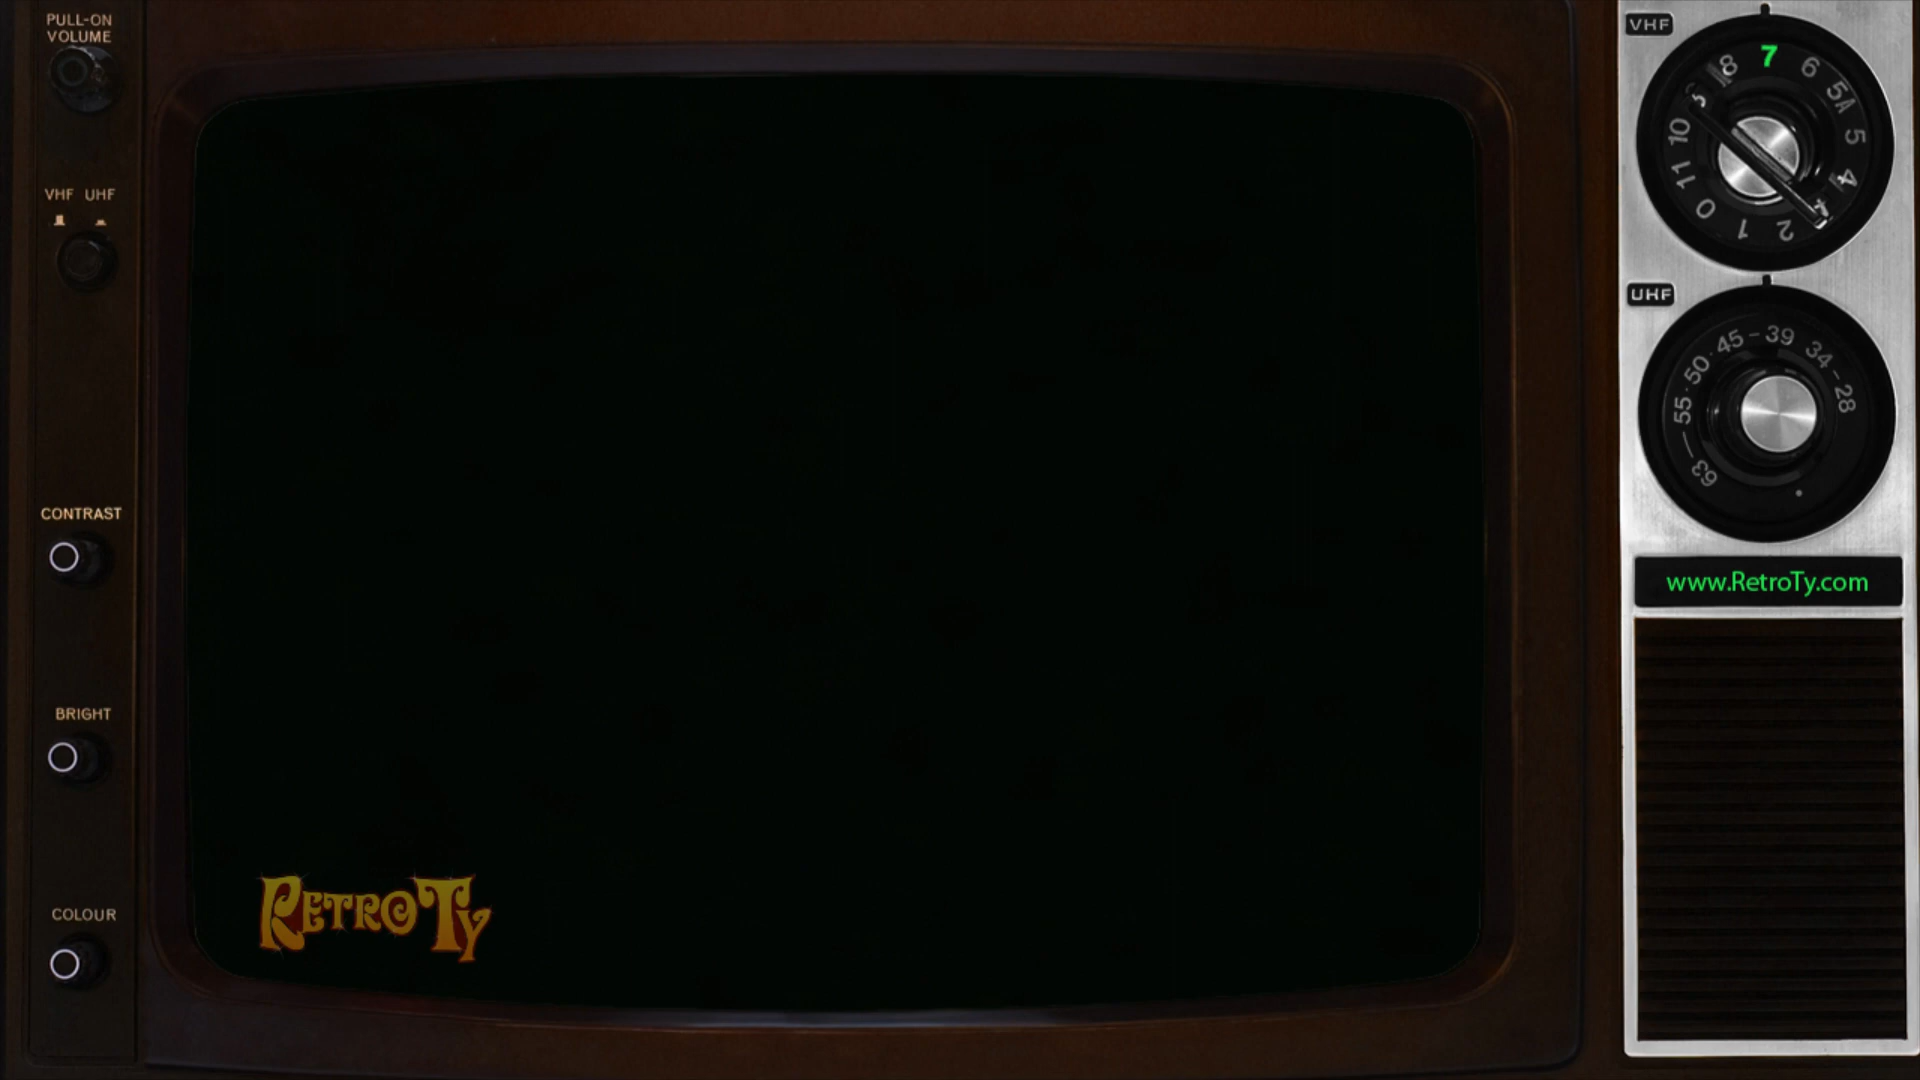 PULL-ON
VOLUME
VHF UHF
CONTRAST
BRIGHT
COLOUR
RETROTY
VHF
7
6
5A
5
4
2
1
0
11
10
8
UHF
63
55
50
45
39
34
28
www.RetroTy.com